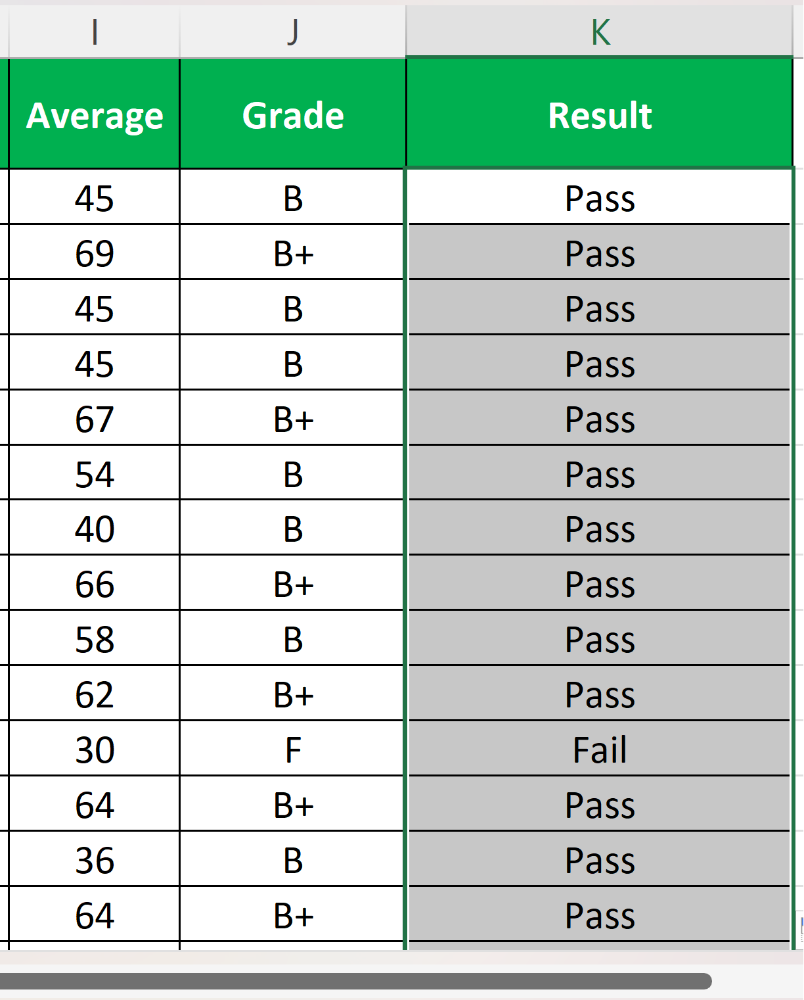 I J K
Average Grade Result
45 B Pass
69 B+ Pass
45 B Pass
45 B Pass
67 B+ Pass
54 B Pass
40 B Pass
66 B+ Pass
58 B Pass
62 B+ Pass
30 F Fail
64 B+ Pass
36 B Pass
64 B+ Pass